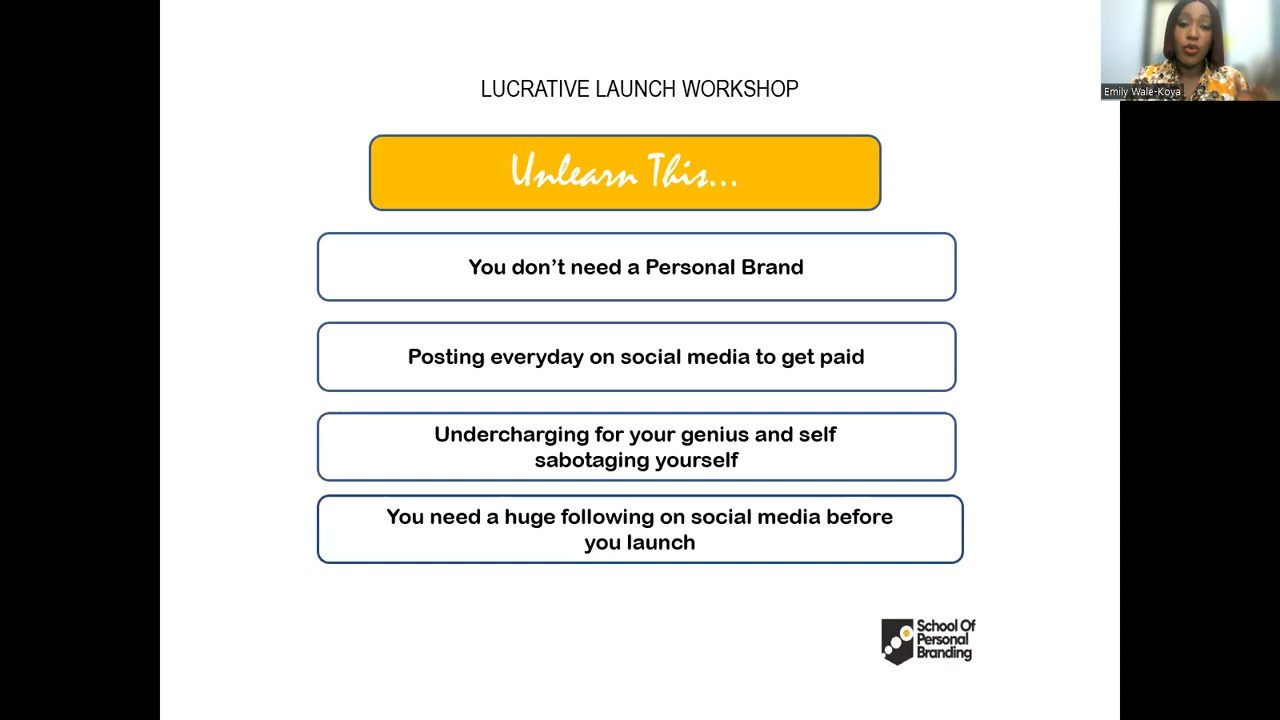 LUCRATIVE LAUNCH WORKSHOP
Emily Wale-Koya
Unlearn This...
You don’t need a Personal Brand
Posting everyday on social media to get paid
Undercharging for your genius and self
sabotaging yourself
You need a huge following on social media before
you launch
School Of
Personal
Branding